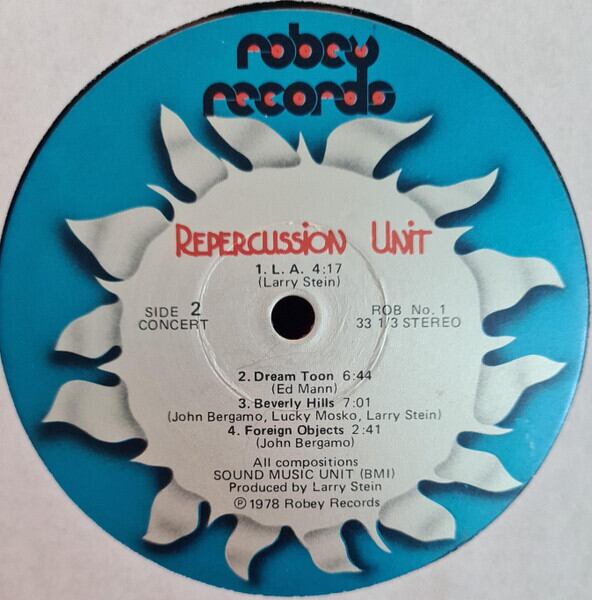 robey
records
REPERCUSSION UNIT
1. L. A. 4:17
(Larry Stein)
SIDE 2
CONCERT
ROB No. 1
33 1/3 STEREO
2. Dream Toon 6:44
(Ed Mann)
3. Beverly Hills 7:01
(John Bergamo, Lucky Mosko, Larry Stein)
4. Foreign Objects 2:41
(John Bergamo)
All compositions
SOUND MUSIC UNIT (BMI)
Produced by Larry Stein
℗ 1978 Robey Records